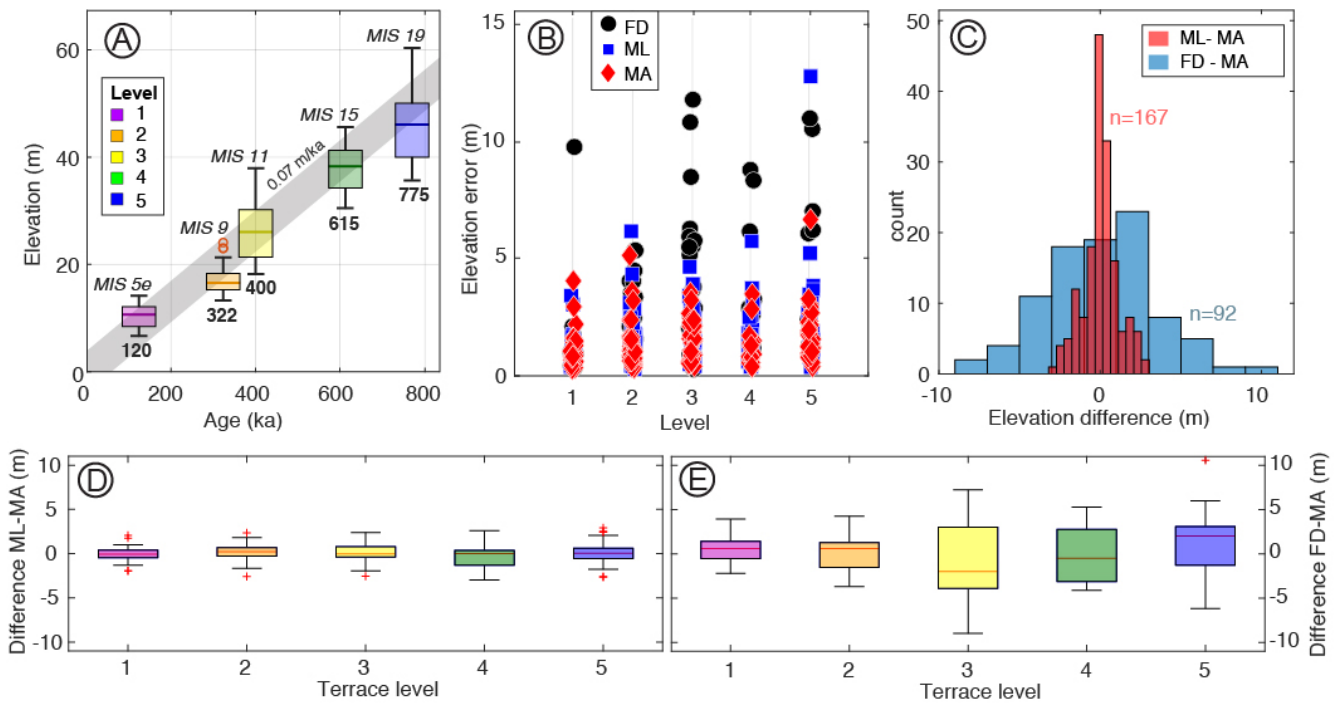 A
Elevation (m)
60
40
20
0
Level
1
2
3
4
5
MIS 5e
MIS 9
MIS 11
MIS 15
MIS 19
0.07 m/ka
120
322
400
615
775
0
200
400
600
800
Age (ka)
B
FD
ML
MA
Elevation error (m)
15
10
5
0
1
2
3
4
5
Level
C
ML- MA
FD - MA
n=167
n=92
count
50
40
30
20
10
0
-10
0
10
Elevation difference (m)
D
Difference ML-MA (m)
10
5
0
-5
-10
1
2
3
4
5
Terrace level
E
10
5
0
-5
-10
Difference FD-MA (m)
1
2
3
4
5
Terrace level